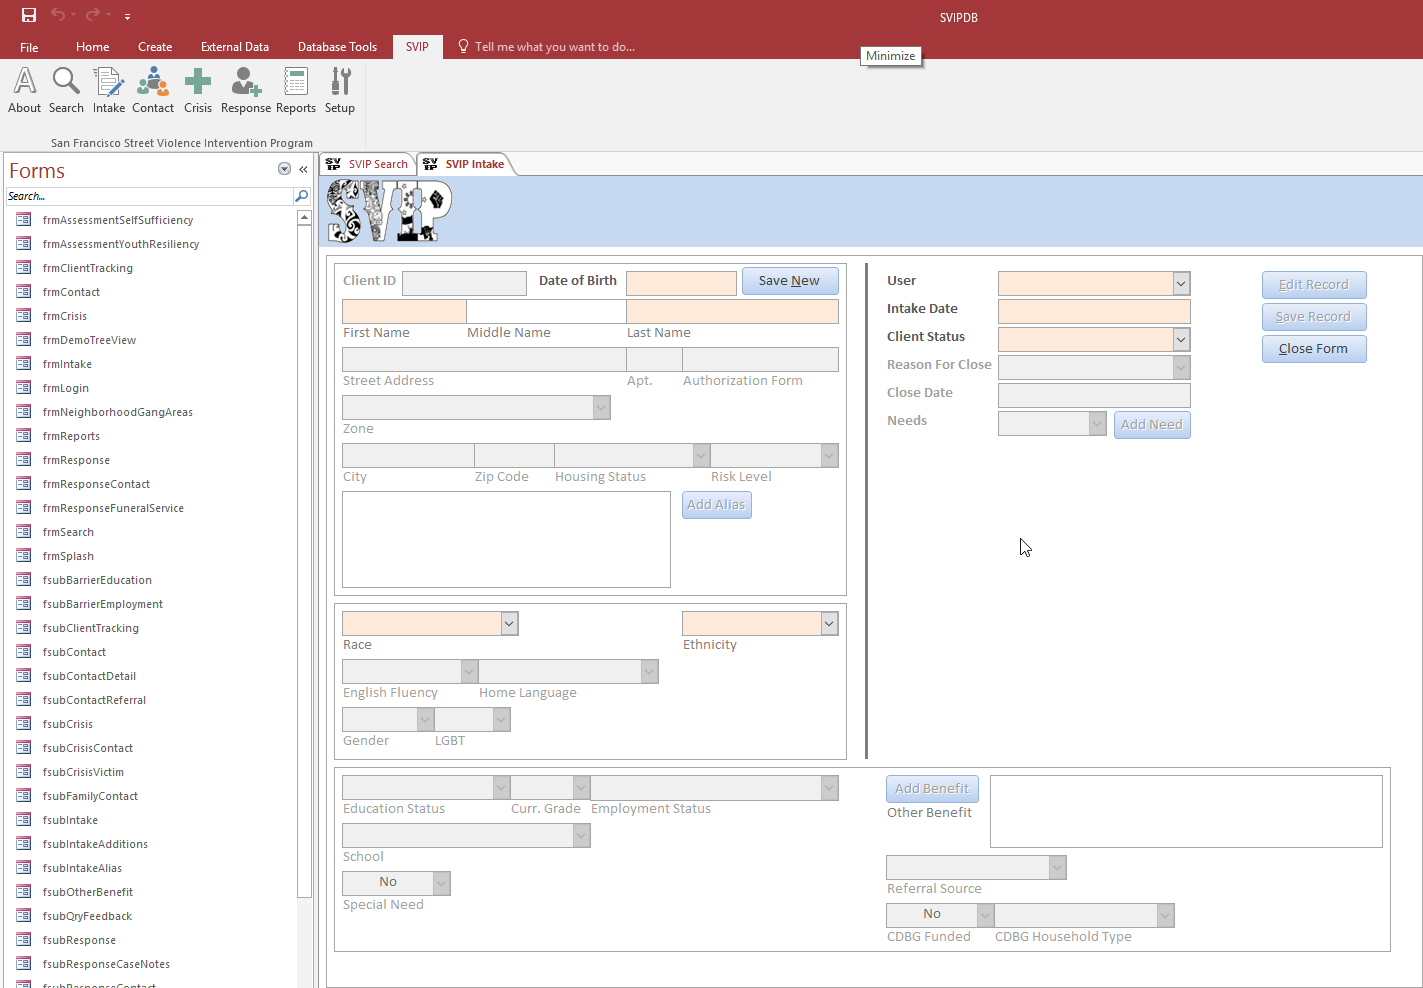 SVIPDB
File Home Create External Data Database Tools SVIP Tell me what you want to do...
Minimize
About Search Intake Contact Crisis Response Reports Setup
San Francisco Street Violence Intervention Program
Forms
Search...
frmAssessmentSelfSufficiency
frmAssessmentYouthResiliency
frmClientTracking
frmContact
frmCrisis
frmDemoTreeView
frmIntake
frmLogin
frmNeighborhoodGangAreas
frmReports
frmResponse
frmResponseContact
frmResponseFuneralService
frmSearch
frmSplash
fsubBarrierEducation
fsubBarrierEmployment
fsubClientTracking
fsubContact
fsubContactDetail
fsubContactReferral
fsubCrisis
fsubCrisisContact
fsubCrisisVictim
fsubFamilyContact
fsubIntake
fsubIntakeAdditions
fsubIntakeAlias
fsubOtherBenefit
fsubQryFeedback
fsubResponse
fsubResponseCaseNotes
fsubResponseContact
SVIP SVIP Search SVIP SVIP Intake
SVIP
Client ID Date of Birth Save New
First Name Middle Name Last Name
Street Address Apt. Authorization Form
Zone
City Zip Code Housing Status Risk Level
Add Alias
Race Ethnicity
English Fluency Home Language
Gender LGBT
User
Intake Date
Client Status
Reason For Close
Close Date
Needs Add Need
Edit Record
Save Record
Close Form
Education Status Curr. Grade Employment Status
School
No
Special Need
Add Benefit
Other Benefit
Referral Source
No
CDBG Funded CDBG Household Type